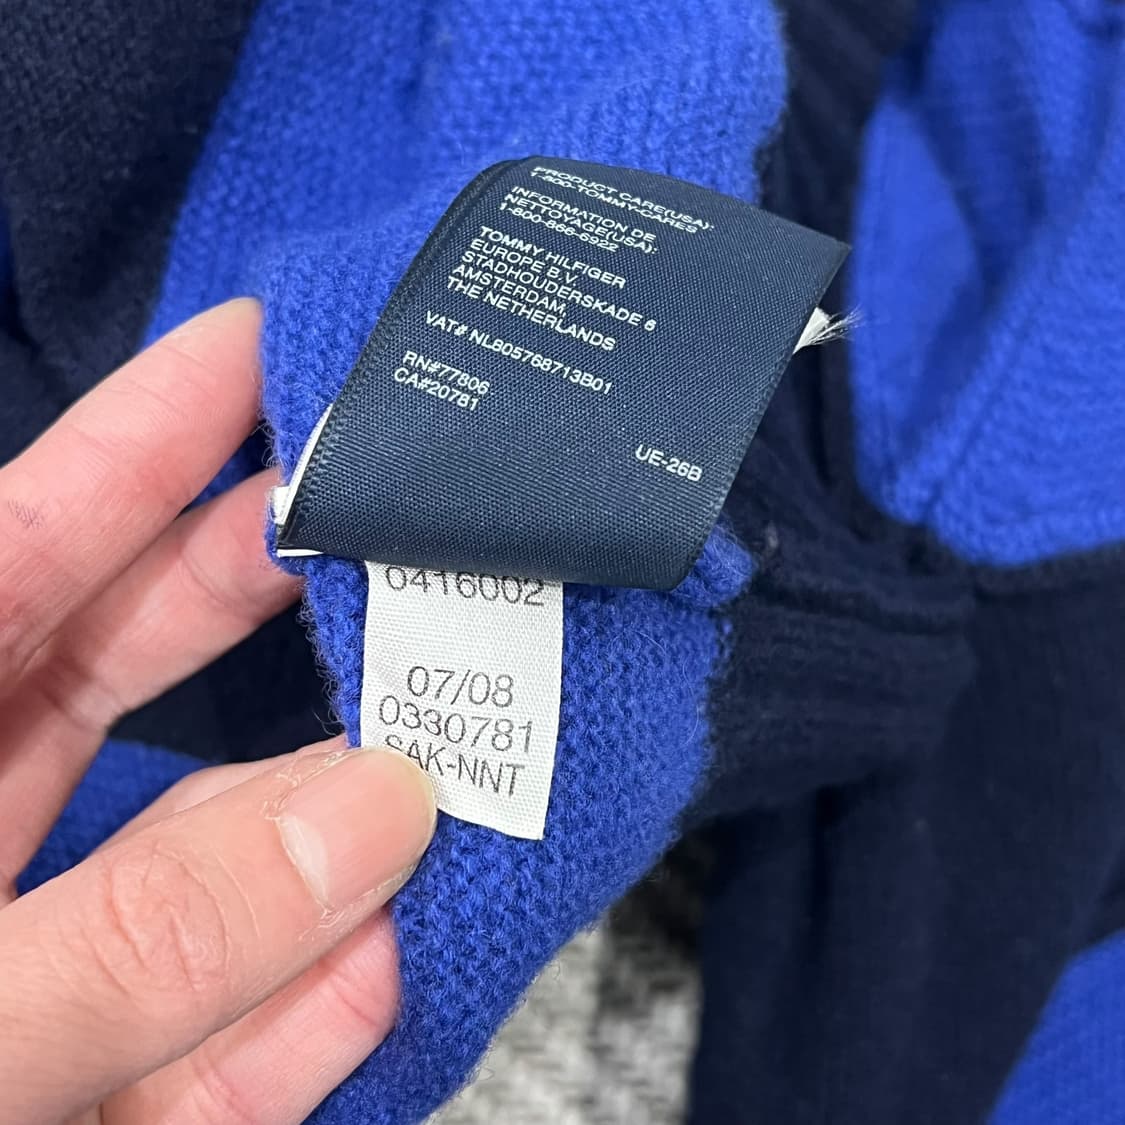 PRODUCT CARE(USA):
1-800-TOMMY-CARES
INFORMATION DE
NETTOYAGE(USA):
1-800-866-6922
TOMMY HILFIGER
EUROPE B.V.
STADHOUDERSKADE 6
AMSTERDAM,
THE NETHERLANDS
VAT# NL805768713B01
RN#77806
CA#20781
UE-26B
0416002
07/08
0330781
SAK-NNT